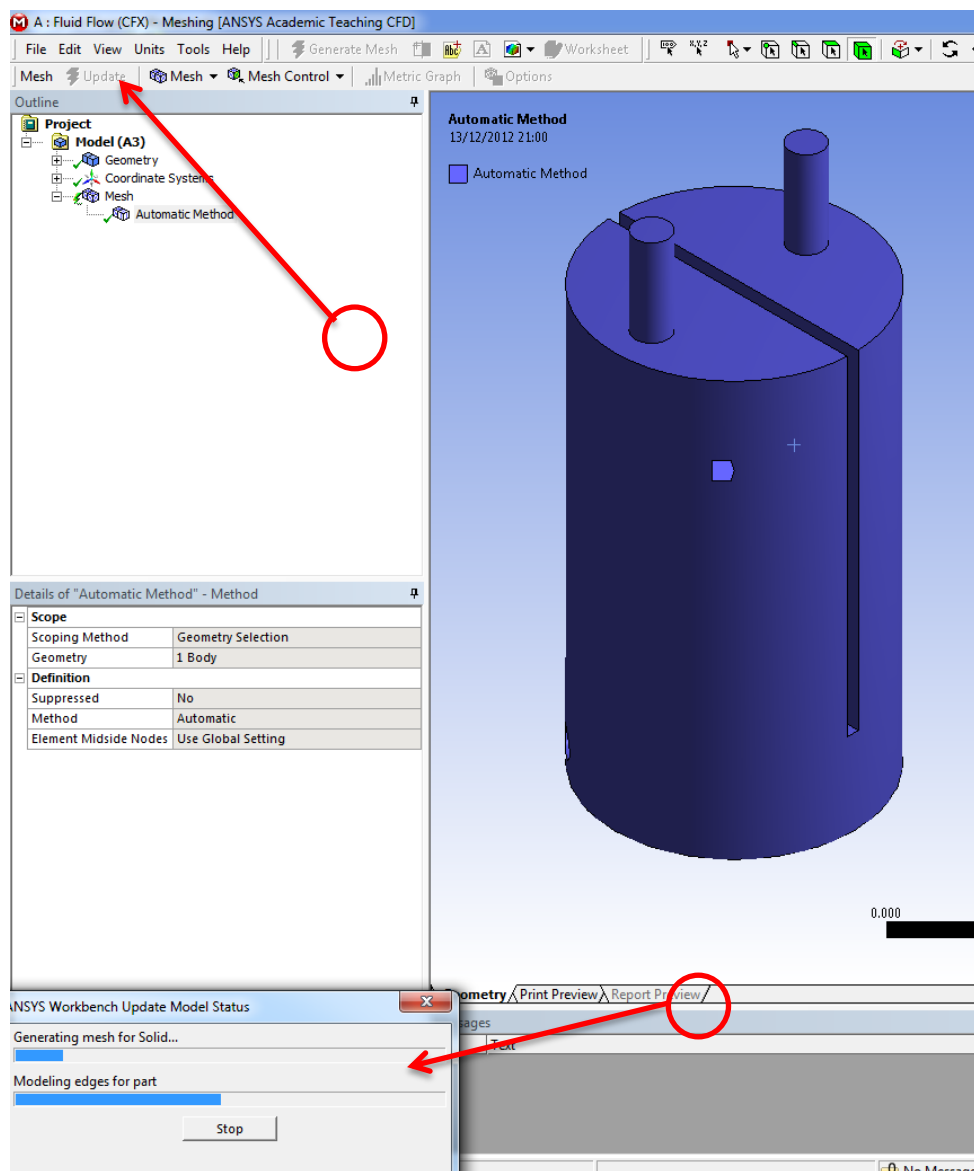 A : Fluid Flow (CFX) - Meshing [ANSYS Academic Teaching CFD]
File Edit View Units Tools Help Generate Mesh Worksheet
Mesh Update Mesh Mesh Control Metric Graph Options
Outline
Project
Model (A3)
Geometry
Coordinate Systems
Mesh
Automatic Method
Automatic Method
13/12/2012 21:00
Automatic Method
0.000
Details of "Automatic Method" - Method
Scope
Scoping Method Geometry Selection
Geometry 1 Body
Definition
Suppressed No
Method Automatic
Element Midside Nodes Use Global Setting
Geometry Print Preview Report Preview
Text
ANSYS Workbench Update Model Status
Generating mesh for Solid...
Modeling edges for part
Stop
No Message